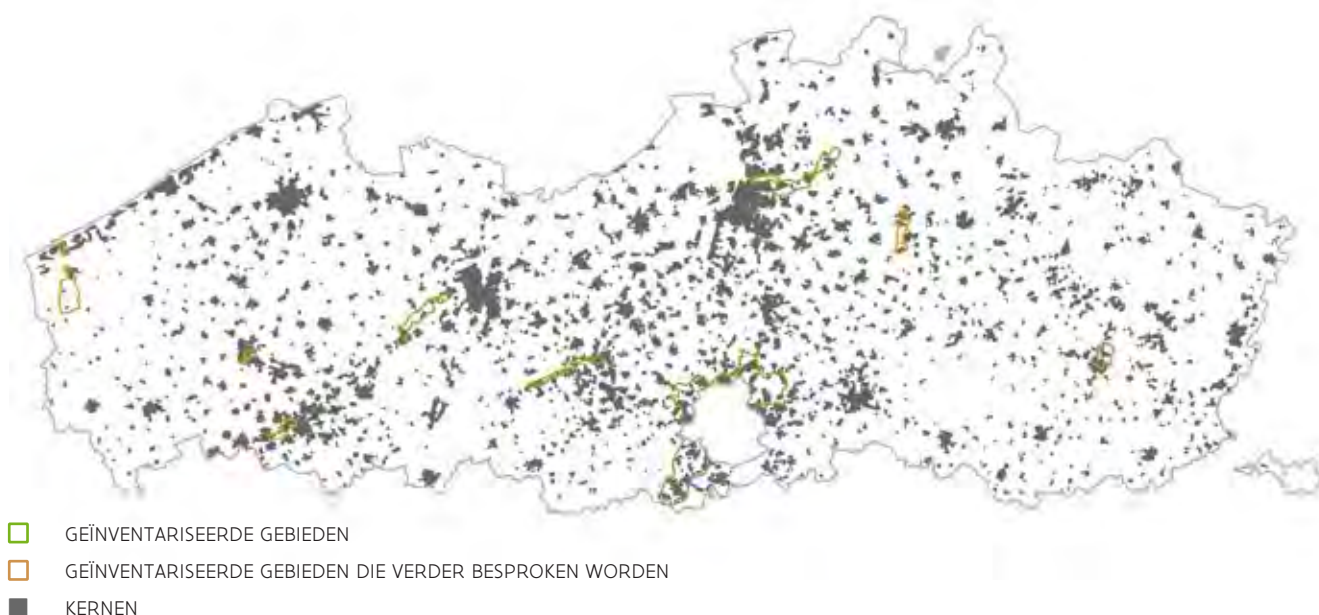 GEÏNVENTARISEERDE GEBIEDEN
GEÏNVENTARISEERDE GEBIEDEN DIE VERDER BESPROKEN WORDEN
KERNEN